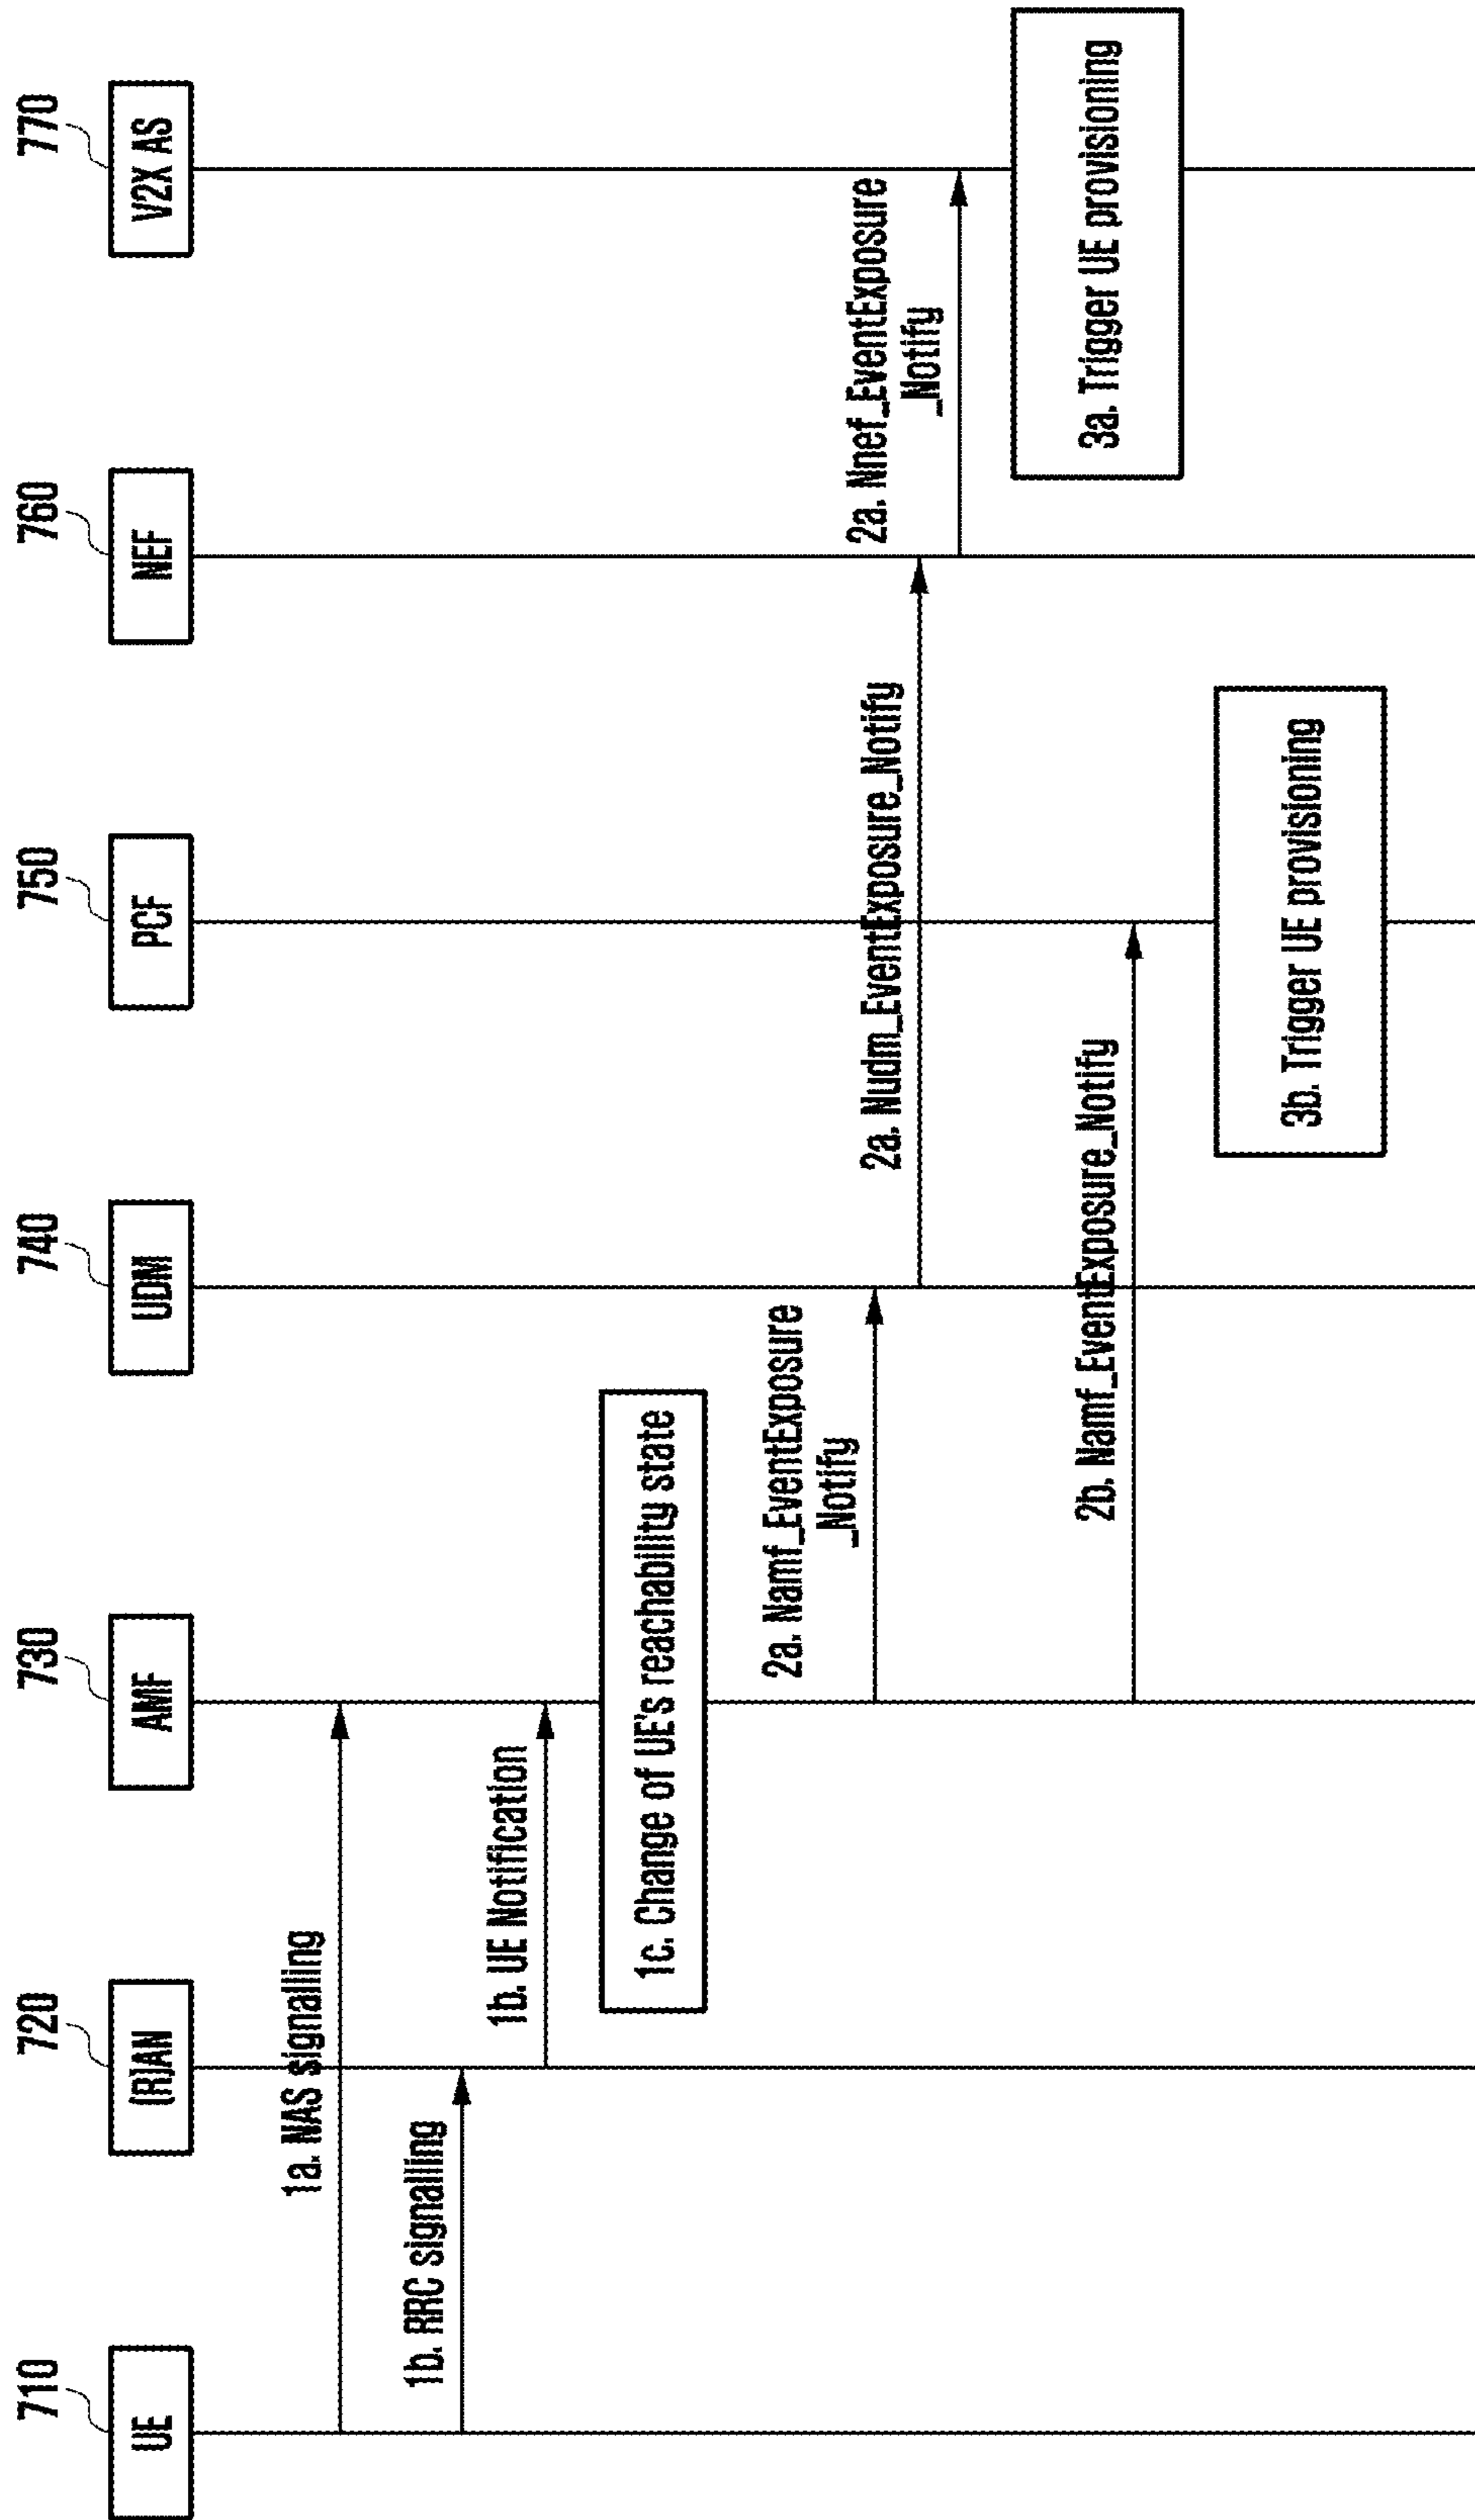 710
720
730
740
750
760
770
UE
(R)AN
AMF
UDM
PCF
NEF
V2X AS
1a. NAS signalling
1b. RRC signalling
1b. UE Notification
1c. Change of UE's reachability state
2a. Namf_EventExposure
_Notify
2a. Nudm_EventExposure_Notify
2a. Nnef_EventExposure
_Notify
3a. Trigger UE provisioning
2b. Namf_EventExposure_Notify
3b. Trigger UE provisioning